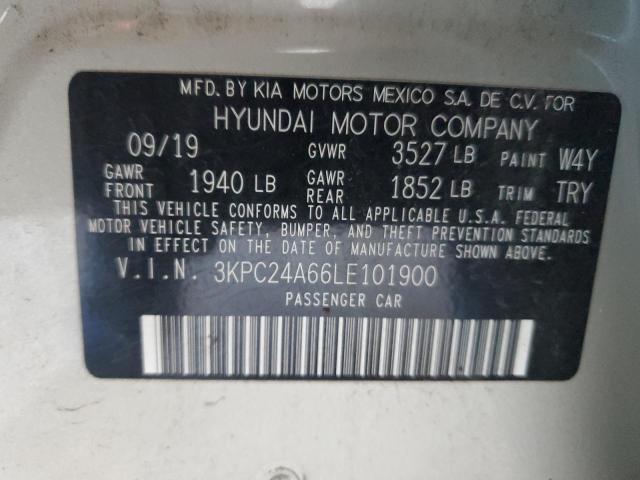 MFD. BY KIA MOTORS MEXICO S.A. DE C.V. FOR
HYUNDAI MOTOR COMPANY
09/19 GVWR 3527 LB PAINT W4Y
GAWR FRONT 1940 LB GAWR REAR 1852 LB TRIM TRY
THIS VEHICLE CONFORMS TO ALL APPLICABLE U.S.A. FEDERAL
MOTOR VEHICLE SAFETY, BUMPER, AND THEFT PREVENTION STANDARDS
IN EFFECT ON THE DATE OF MANUFACTURE SHOWN ABOVE.
V.I.N. 3KPC24A66LE101900
PASSENGER CAR